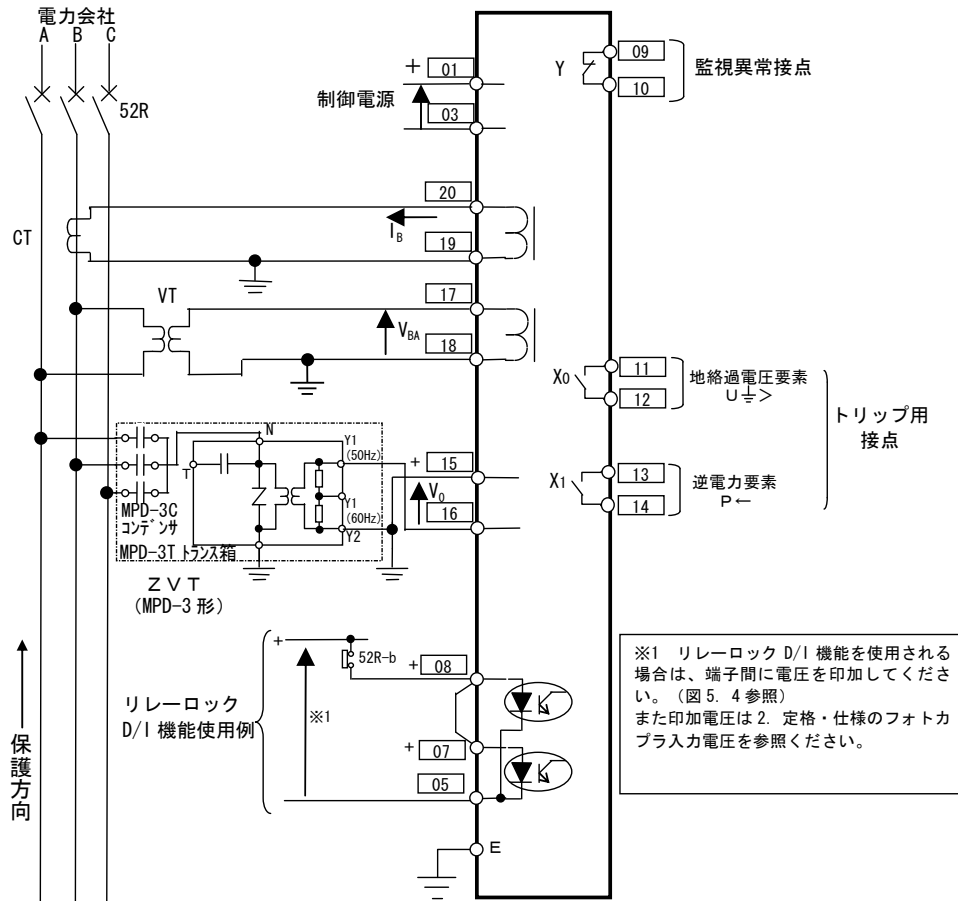 電力会社
A B C
52R
+ 01
制御電源
03
Y
09
10
監視異常接点
20
CT
I_B
19
VT
17
V_BA
18
X₀
11
12
地絡過電圧要素
U⏚>
トリップ用
接点
N
T
Y1
(50Hz)
Y1
(60Hz)
Y2
MPD-3C
コンデンサ
MPD-3T トランス箱
ZVT
(MPD-3 形)
+ 15
V₀
16
X₁
13
14
逆電力要素
P←
+
52R-b
+ 08
リレーロック
D/I 機能使用例
※1
+ 07
05
E
保護方向
※1 リレーロック D/I 機能を使用される
場合は、端子間に電圧を印加してくださ
い。（図 5. 4 参照）
また印加電圧は 2. 定格・仕様のフォトカ
プラ入力電圧を参照ください。